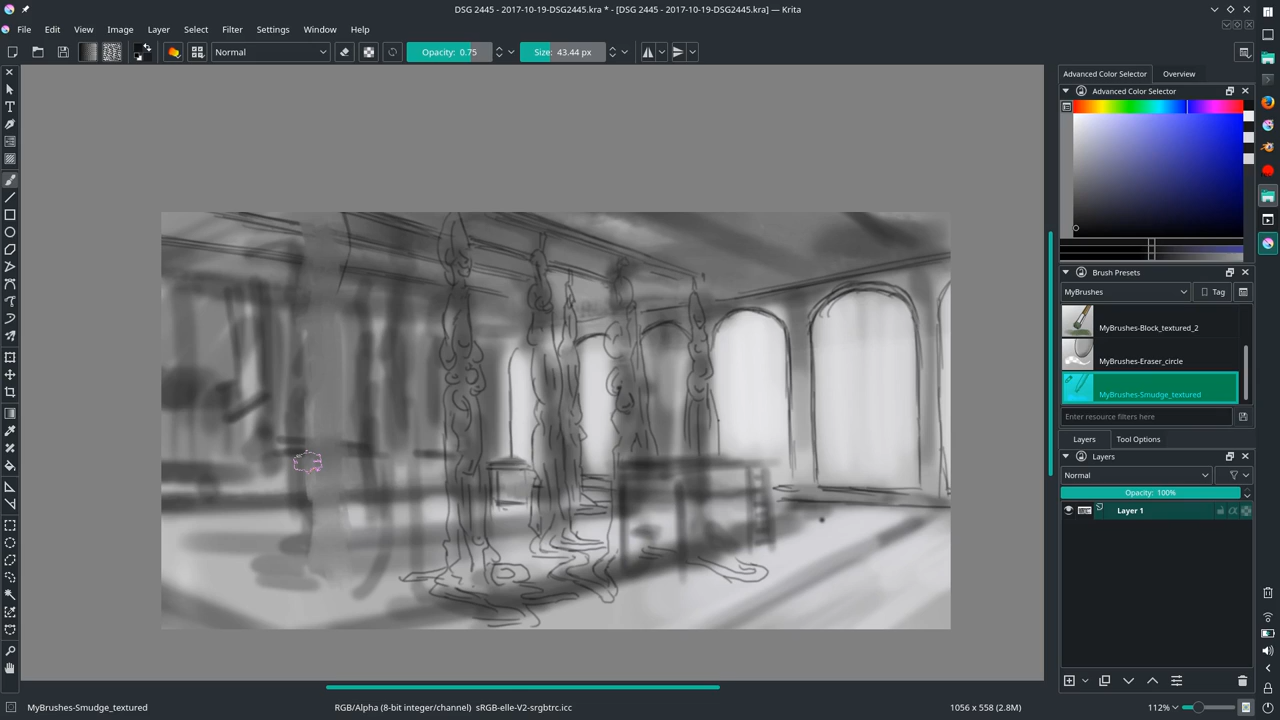 DSG 2445 - 2017-10-19-DSG2445.kra * - [DSG 2445 - 2017-10-19-DSG2445.kra] — Krita
File Edit View Image Layer Select Filter Settings Window Help
Normal Opacity: 0.75 Size: 43.44 px
Advanced Color Selector Overview
Advanced Color Selector
Brush Presets
MyBrushes Tag
MyBrushes-Block_textured_2
MyBrushes-Eraser_circle
MyBrushes-Smudge_textured
Enter resource filters here
Layers Tool Options
Layers
Normal
Opacity: 100%
Layer 1
MyBrushes-Smudge_textured RGB/Alpha (8-bit integer/channel) sRGB-elle-V2-srgbtrc.icc 1056 x 558 (2.8M) 112%